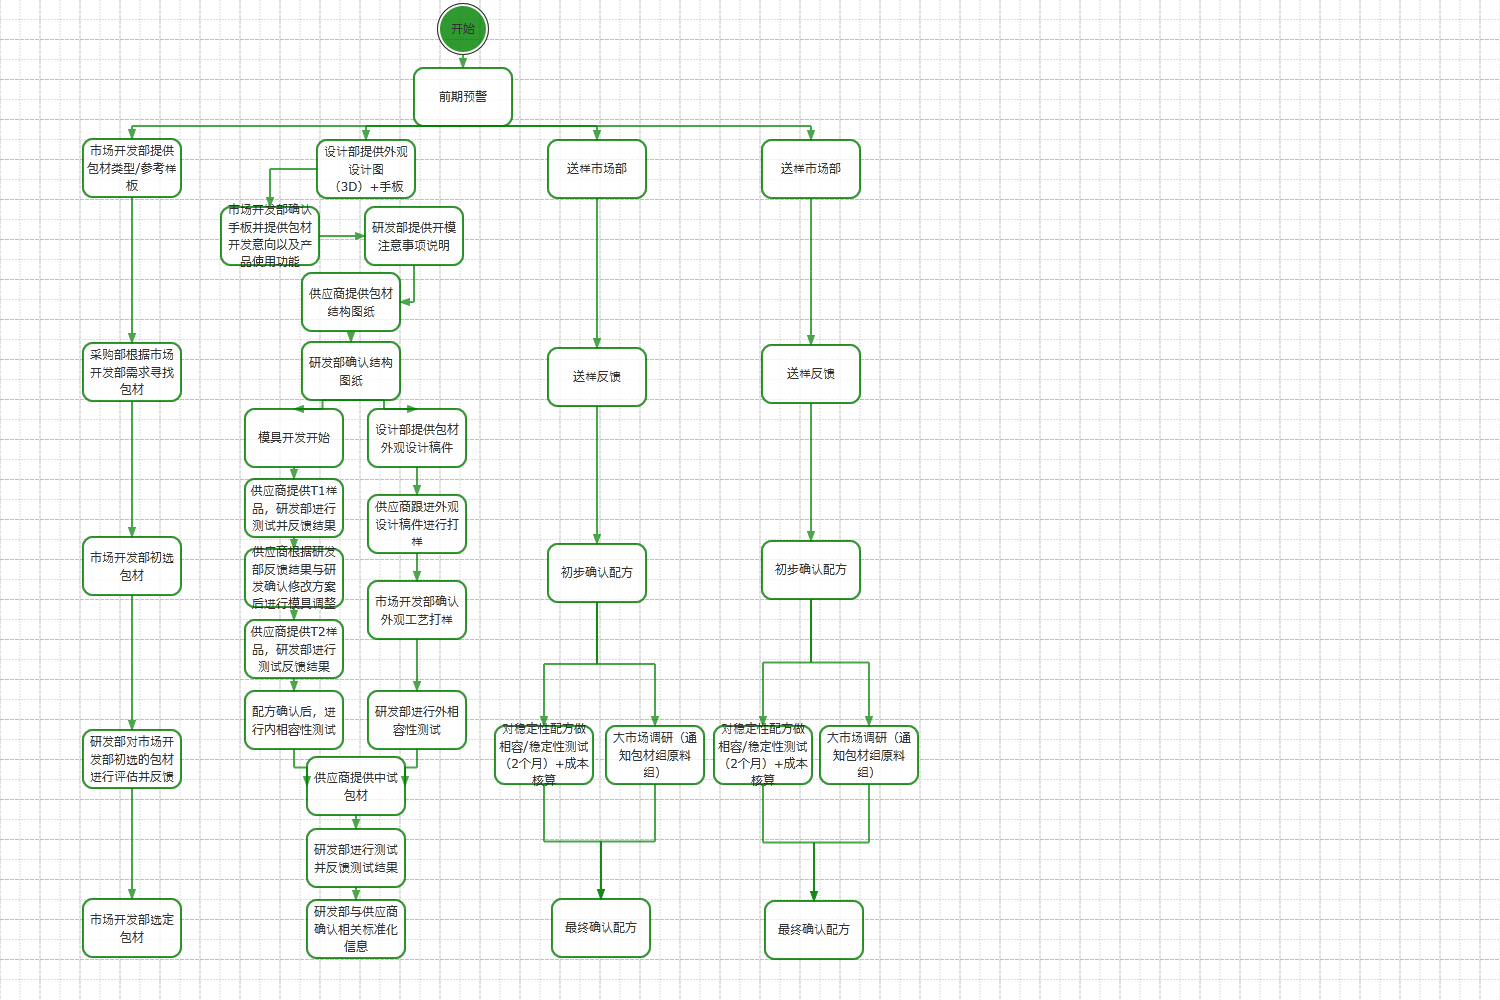 开始
前期预警
市场开发部提供
包材类型/参考样
板
设计部提供外观
设计图
（3D）+手板
送样市场部
送样市场部
市场开发部确认
手板并提供包材
开发意向以及产
品使用功能
研发部提供开模
注意事项说明
供应商提供包材
结构图纸
采购部根据市场
开发部需求寻找
包材
研发部确认结构
图纸
送样反馈
送样反馈
模具开发开始
设计部提供包材
外观设计稿件
供应商提供T1样
品，研发部进行
测试并反馈结果
供应商跟进外观
设计稿件进行打
样
市场开发部初选
包材
供应商根据研发
部反馈结果与研
发确认修改方案
后进行模具调整
初步确认配方
初步确认配方
市场开发部确认
外观工艺打样
供应商提供T2样
品，研发部进行
测试反馈结果
配方确认后，进
行内相容性测试
研发部进行外相
容性测试
研发部对市场开
发部初选的包材
进行评估并反馈
对稳定性配方做
相容/稳定性测试
（2个月）+成本
核算
大市场调研（通
知包材组原料
组）
对稳定性配方做
相容/稳定性测试
（2个月）+成本
核算
大市场调研（通
知包材组原料
组）
供应商提供中试
包材
研发部进行测试
并反馈测试结果
市场开发部选定
包材
研发部与供应商
确认相关标准化
信息
最终确认配方
最终确认配方